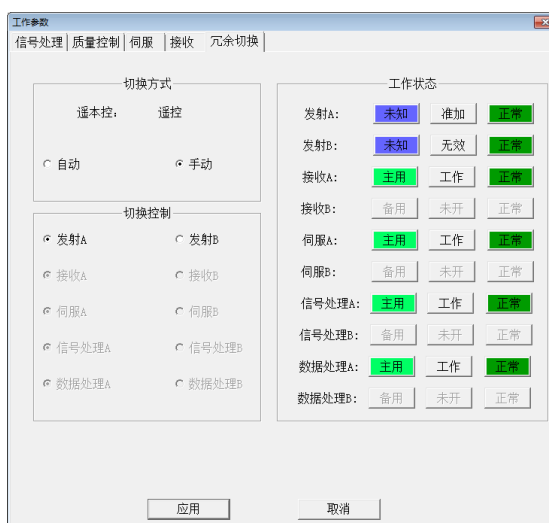 工作参数
信号处理 质量控制 伺服 接收 冗余切换
切换方式
遥本控: 遥控
自动 手动
切换控制
发射A 发射B
接收A 接收B
伺服A 伺服B
信号处理A 信号处理B
数据处理A 数据处理B
工作状态
发射A: 未知 准加 正常
发射B: 未知 无效 正常
接收A: 主用 工作 正常
接收B: 备用 未开 正常
伺服A: 主用 工作 正常
伺服B: 备用 未开 正常
信号处理A: 主用 工作 正常
信号处理B: 备用 未开 正常
数据处理A: 主用 工作 正常
数据处理B: 备用 未开 正常
应用 取消